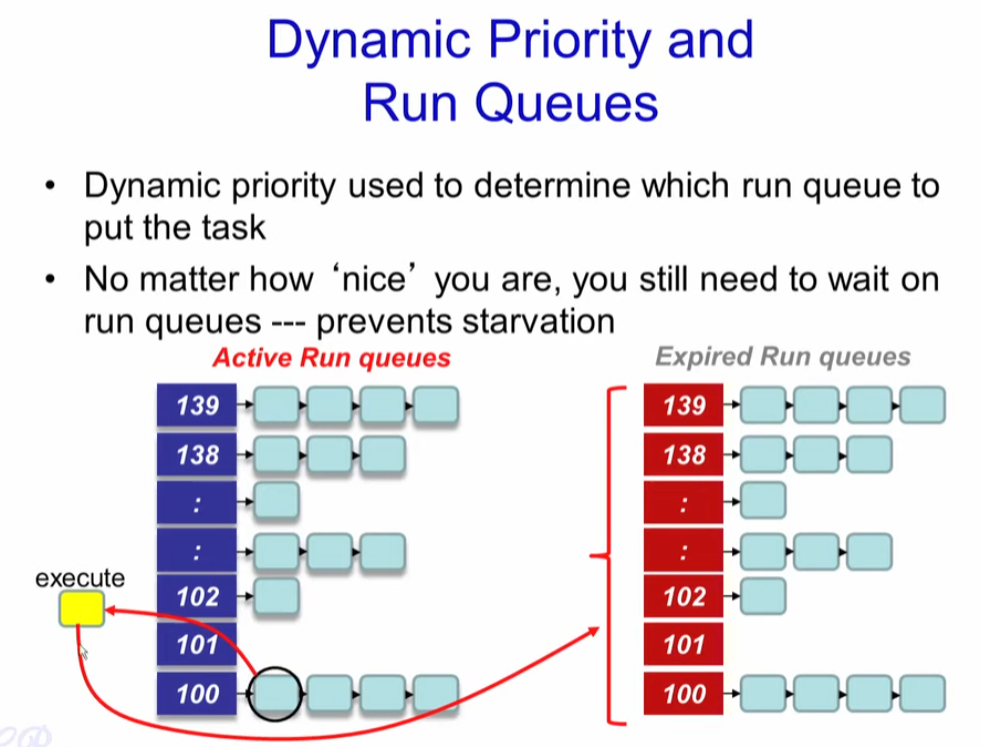 Dynamic Priority and
Run Queues
• Dynamic priority used to determine which run queue to
put the task
• No matter how ‘nice’ you are, you still need to wait on
run queues --- prevents starvation
Active Run queues
139
138
:
:
102
101
100
execute
Expired Run queues
139
138
:
:
102
101
100